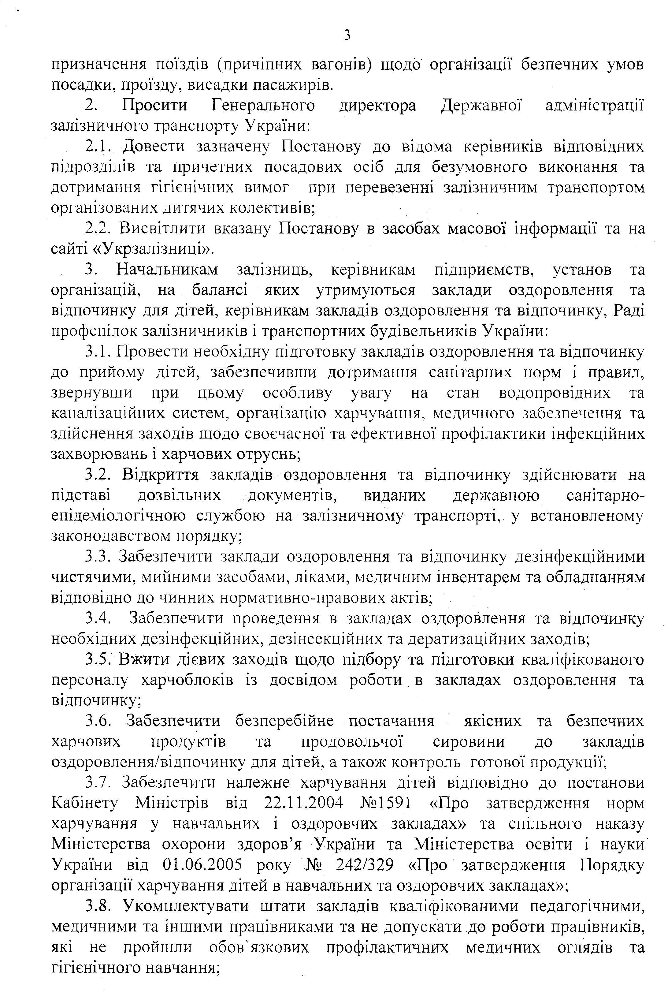 3
призначення поїздів (причіпних вагонів) щодо організації безпечних умов
посадки, проїзду, висадки пасажирів.
2. Просити Генерального директора Державної адміністрації
залізничного транспорту України:
2.1. Довести зазначену Постанову до відома керівників відповідних
підрозділів та причетних посадових осіб для безумовного виконання та
дотримання гігієнічних вимог при перевезенні залізничним транспортом
організованих дитячих колективів;
2.2. Висвітлити вказану Постанову в засобах масової інформації та на
сайті «Укрзалізниці».
3. Начальникам залізниць, керівникам підприємств, установ та
організацій, на балансі яких утримуються заклади оздоровлення та
відпочинку для дітей, керівникам закладів оздоровлення та відпочинку, Раді
профспілок залізничників і транспортних будівельників України:
3.1. Провести необхідну підготовку закладів оздоровлення та відпочинку
до прийому дітей, забезпечивши дотримання санітарних норм і правил,
звернувши при цьому особливу увагу на стан водопровідних та
каналізаційних систем, організацію харчування, медичного забезпечення та
здійснення заходів щодо своєчасної та ефективної профілактики інфекційних
захворювань і харчових отруєнь;
3.2. Відкриття закладів оздоровлення та відпочинку здійснювати на
підставі дозвільних документів, виданих державною санітарно-
епідеміологічною службою на залізничному транспорті, у встановленому
законодавством порядку;
3.3. Забезпечити заклади оздоровлення та відпочинку дезінфекційними
чистячими, мийними засобами, ліками, медичним інвентарем та обладнанням
відповідно до чинних нормативно-правових актів;
3.4. Забезпечити проведення в закладах оздоровлення та відпочинку
необхідних дезінфекційних, дезінсекційних та дератизаційних заходів;
3.5. Вжити дієвих заходів щодо підбору та підготовки кваліфікованого
персоналу харчоблоків із досвідом роботи в закладах оздоровлення та
відпочинку;
3.6. Забезпечити безперебійне постачання якісних та безпечних
харчових продуктів та продовольчої сировини до закладів
оздоровлення/відпочинку для дітей, а також контроль готової продукції;
3.7. Забезпечити належне харчування дітей відповідно до постанови
Кабінету Міністрів від 22.11.2004 №1591 «Про затвердження норм
харчування у навчальних і оздоровчих закладах» та спільного наказу
Міністерства охорони здоров’я України та Міністерства освіти і науки
України від 01.06.2005 року № 242/329 «Про затвердження Порядку
організації харчування дітей в навчальних та оздоровчих закладах»;
3.8. Укомплектувати штати закладів кваліфікованими педагогічними,
медичними та іншими працівниками та не допускати до роботи працівників,
які не пройшли обов`язкових профілактичних медичних оглядів та
гігієнічного навчання;